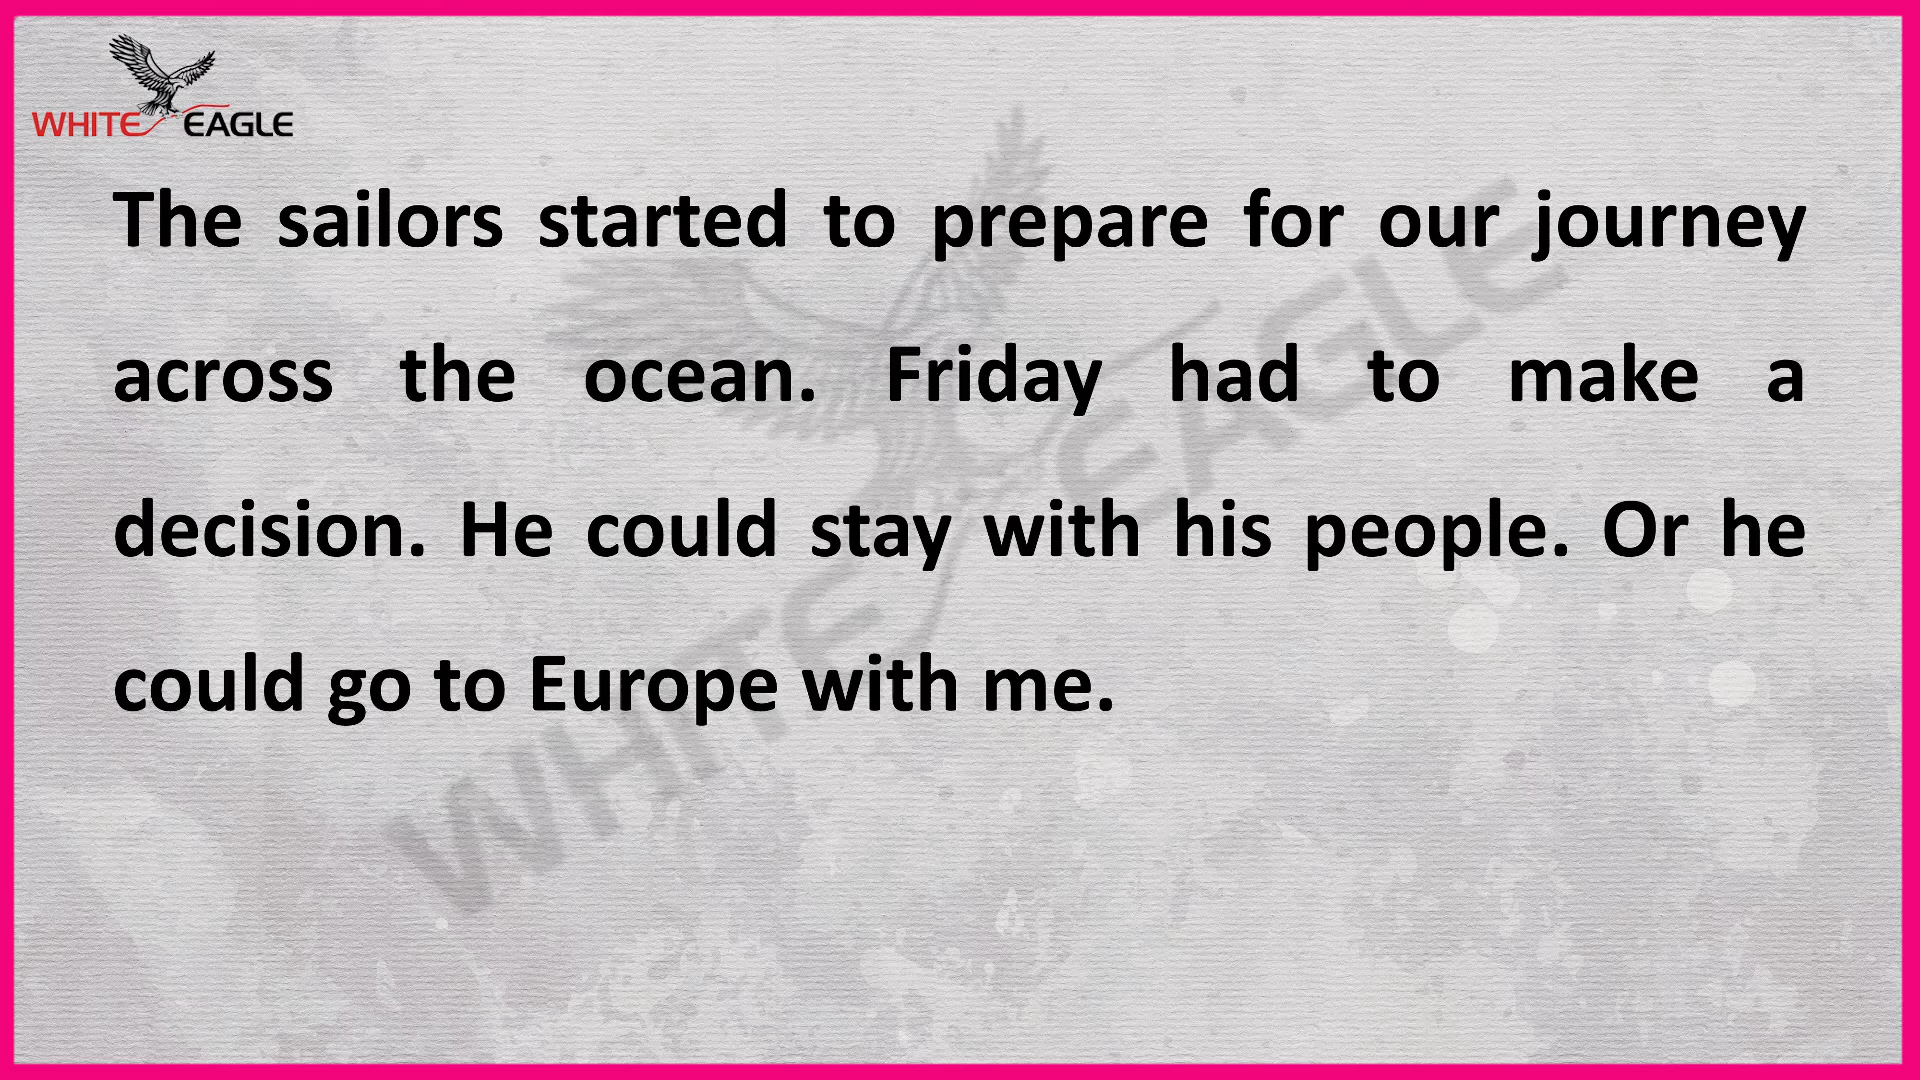 WHITE EAGLE
The sailors started to prepare for our journey
across the ocean. Friday had to make a
decision. He could stay with his people. Or he
could go to Europe with me.
WHITE EAGLE